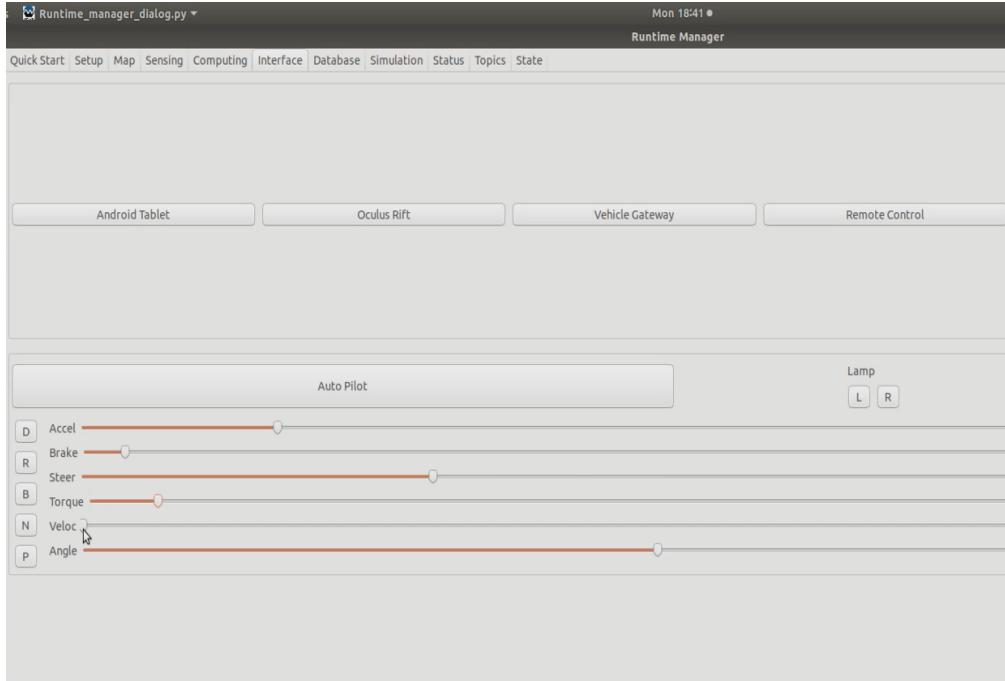 Runtime_manager_dialog.py Mon 18:41
Runtime Manager
Quick Start Setup Map Sensing Computing Interface Database Simulation Status Topics State
Android Tablet Oculus Rift Vehicle Gateway Remote Control
Lamp
Auto Pilot
L R
D Accel
Brake
R
Steer
B
Torque
N Veloc
Angle
P